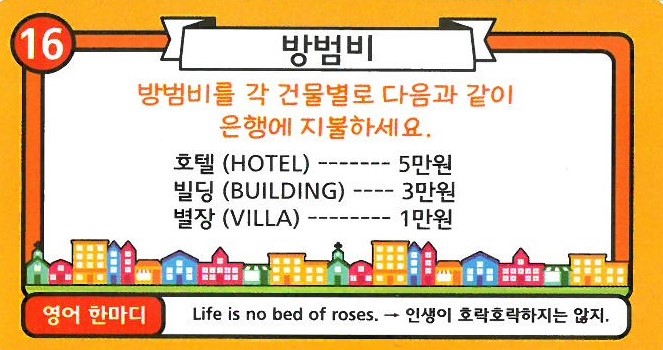 16
방범비
방범비를 각 건물별로 다음과 같이
은행에 지불하세요.
호텔 (HOTEL) ------- 5만원
빌딩 (BUILDING) ---- 3만원
별장 (VILLA) -------- 1만원
영어 한마디
Life is no bed of roses. → 인생이 호락호락하지는 않지.